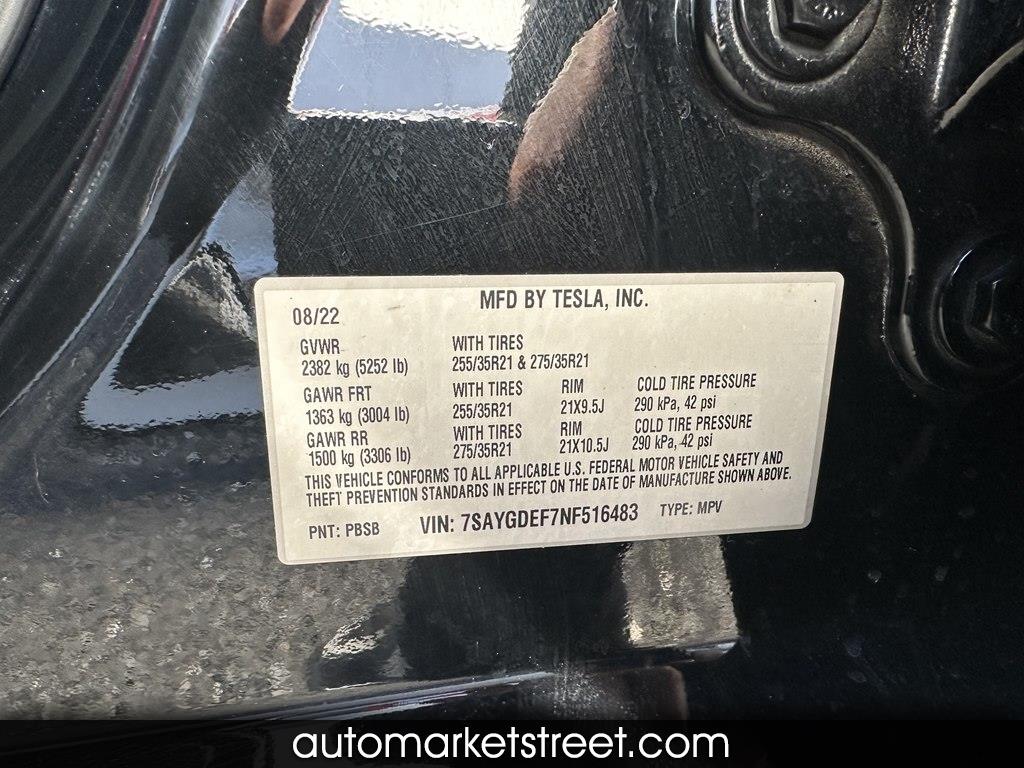 MFD BY TESLA, INC.
08/22
GVWR WITH TIRES
2382 kg (5252 lb) 255/35R21 & 275/35R21
GAWR FRT WITH TIRES RIM COLD TIRE PRESSURE
1363 kg (3004 lb) 255/35R21 21X9.5J 290 kPa, 42 psi
GAWR RR WITH TIRES RIM COLD TIRE PRESSURE
1500 kg (3306 lb) 275/35R21 21X10.5J 290 kPa, 42 psi
THIS VEHICLE CONFORMS TO ALL APPLICABLE U.S. FEDERAL MOTOR VEHICLE SAFETY AND
THEFT PREVENTION STANDARDS IN EFFECT ON THE DATE OF MANUFACTURE SHOWN ABOVE.
PNT: PBSB VIN: 7SAYGDEF7NF516483 TYPE: MPV
automarketstreet.com